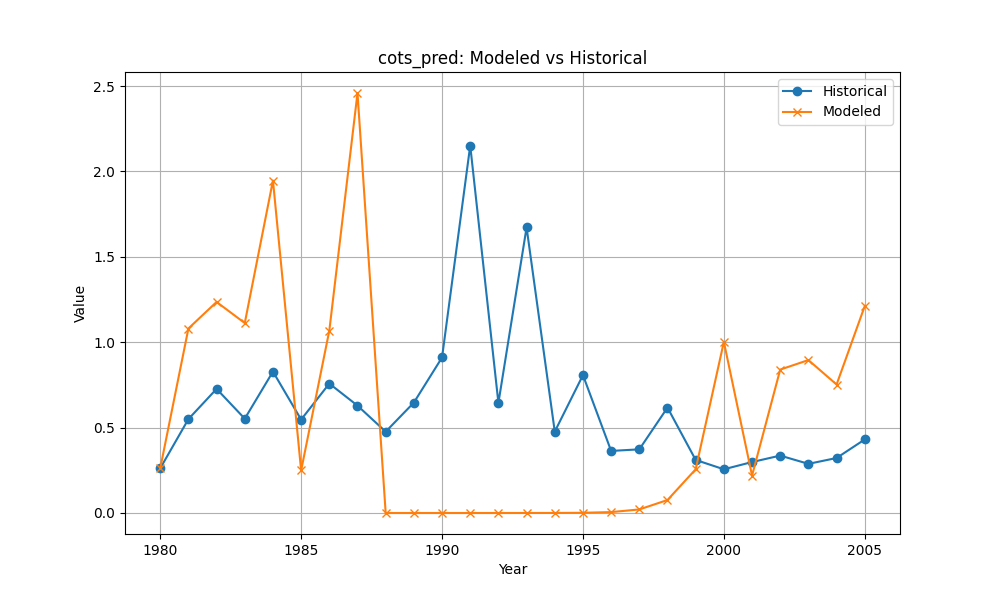 cots_pred: Modeled vs Historical
Historical
Modeled
Value
2.5
2.0
1.5
1.0
0.5
0.0
1980 1985 1990 1995 2000 2005
Year